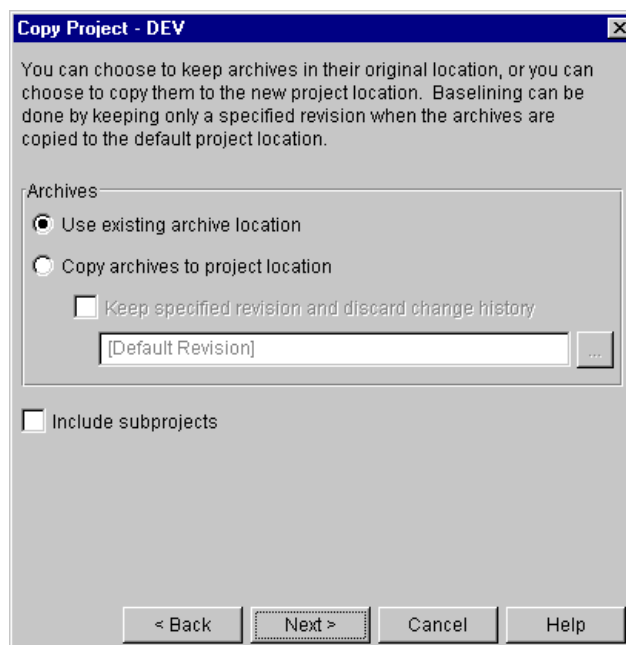 Copy Project - DEV
You can choose to keep archives in their original location, or you can
choose to copy them to the new project location.  Baselining can be
done by keeping only a specified revision when the archives are
copied to the default project location.
Archives
Use existing archive location
Copy archives to project location
Keep specified revision and discard change history
[Default Revision]
...
Include subprojects
< Back
Next >
Cancel
Help